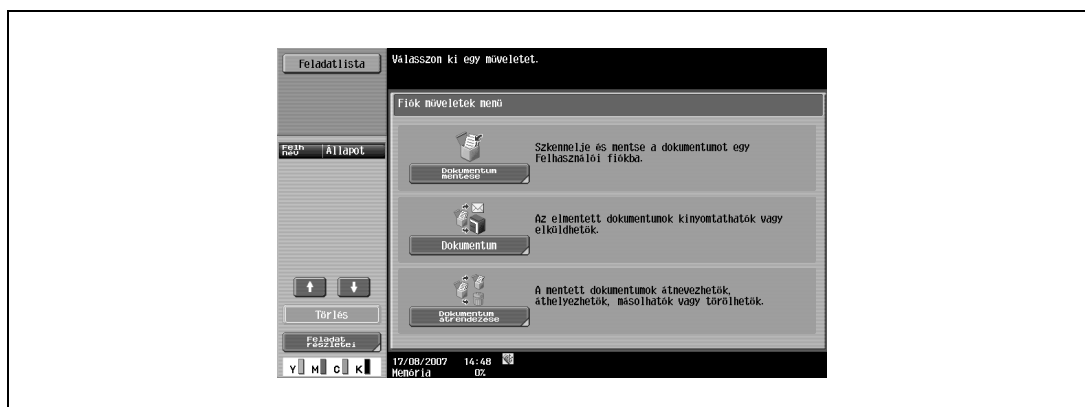 Feladatlista
Válasszon ki egy műveletet.
Fiók műveletek menü
Felh név
Állapot
Dokumentum mentése
Szkennelje és mentse a dokumentumot egy
Felhasználói fiókba.
Dokumentum
Az elmentett dokumentumok kinyomtathatók vagy
elküldhetők.
Dokumentum átrendezése
A mentett dokumentumok átnevezhetők,
áthelyezhetők, másolhatók vagy törölhetők.
Törlés
Feladat részletei
Y M C K
17/08/2007 14:48
Memória 0%